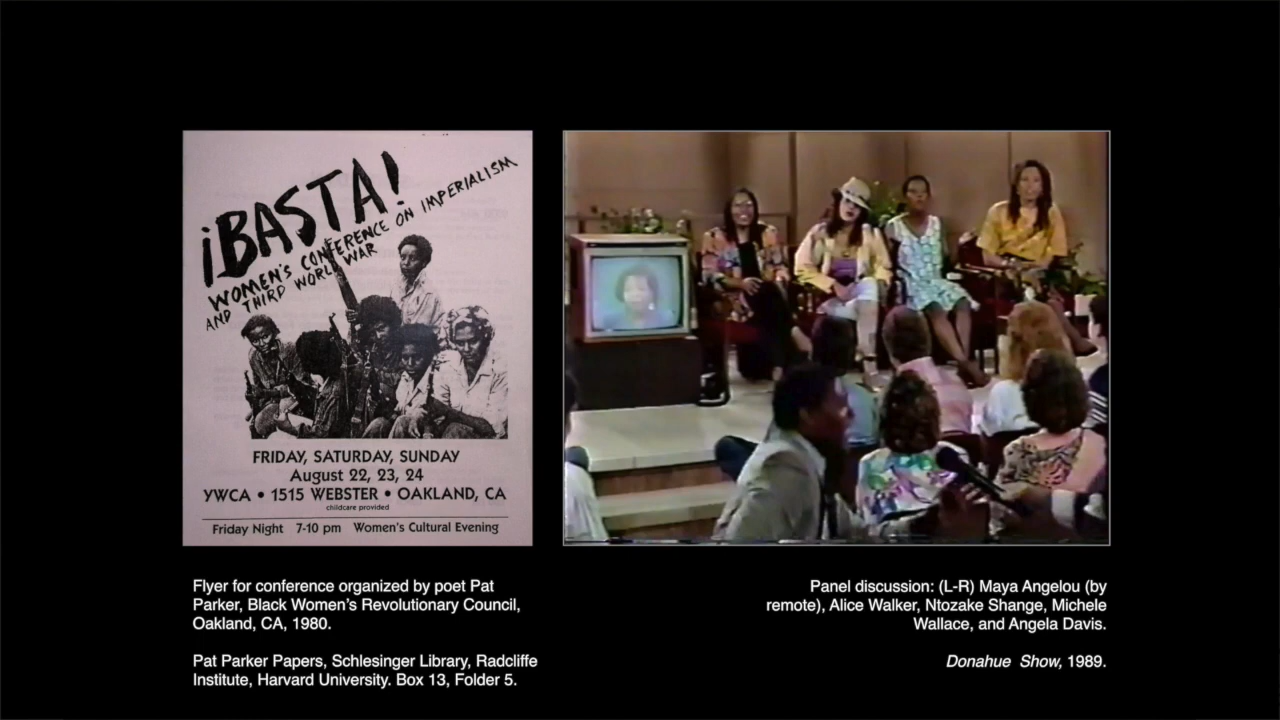 ¡BASTA!
WOMEN'S CONFERENCE ON IMPERIALISM
AND THIRD WORLD WAR
FRIDAY, SATURDAY, SUNDAY
August 22, 23, 24
YWCA • 1515 WEBSTER • OAKLAND, CA
childcare provided
Friday Night 7-10 pm Women's Cultural Evening
Flyer for conference organized by poet Pat
Parker, Black Women’s Revolutionary Council,
Oakland, CA, 1980.
Pat Parker Papers, Schlesinger Library, Radcliffe
Institute, Harvard University. Box 13, Folder 5.
Panel discussion: (L-R) Maya Angelou (by
remote), Alice Walker, Ntozake Shange, Michele
Wallace, and Angela Davis.
Donahue Show, 1989.